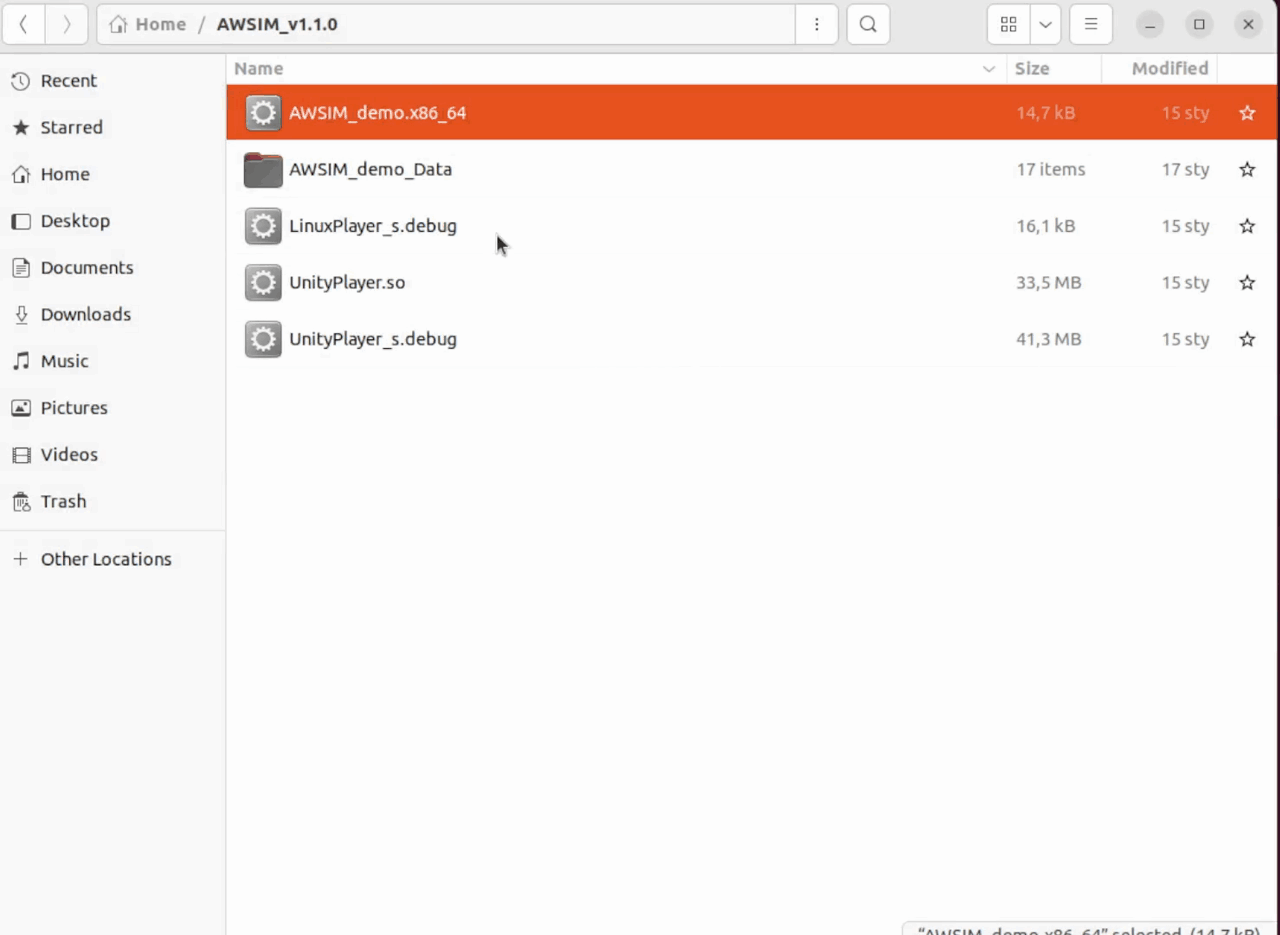 Home / AWSIM_v1.1.0
Name Size Modified
Recent
Starred
Home
Desktop
Documents
Downloads
Music
Pictures
Videos
Trash
Other Locations
AWSIM_demo.x86_64 14,7 kB 15 sty
AWSIM_demo_Data 17 items 17 sty
LinuxPlayer_s.debug 16,1 kB 15 sty
UnityPlayer.so 33,5 MB 15 sty
UnityPlayer_s.debug 41,3 MB 15 sty
“AWSIM_demo.x86_64” selected (14,7 kB)